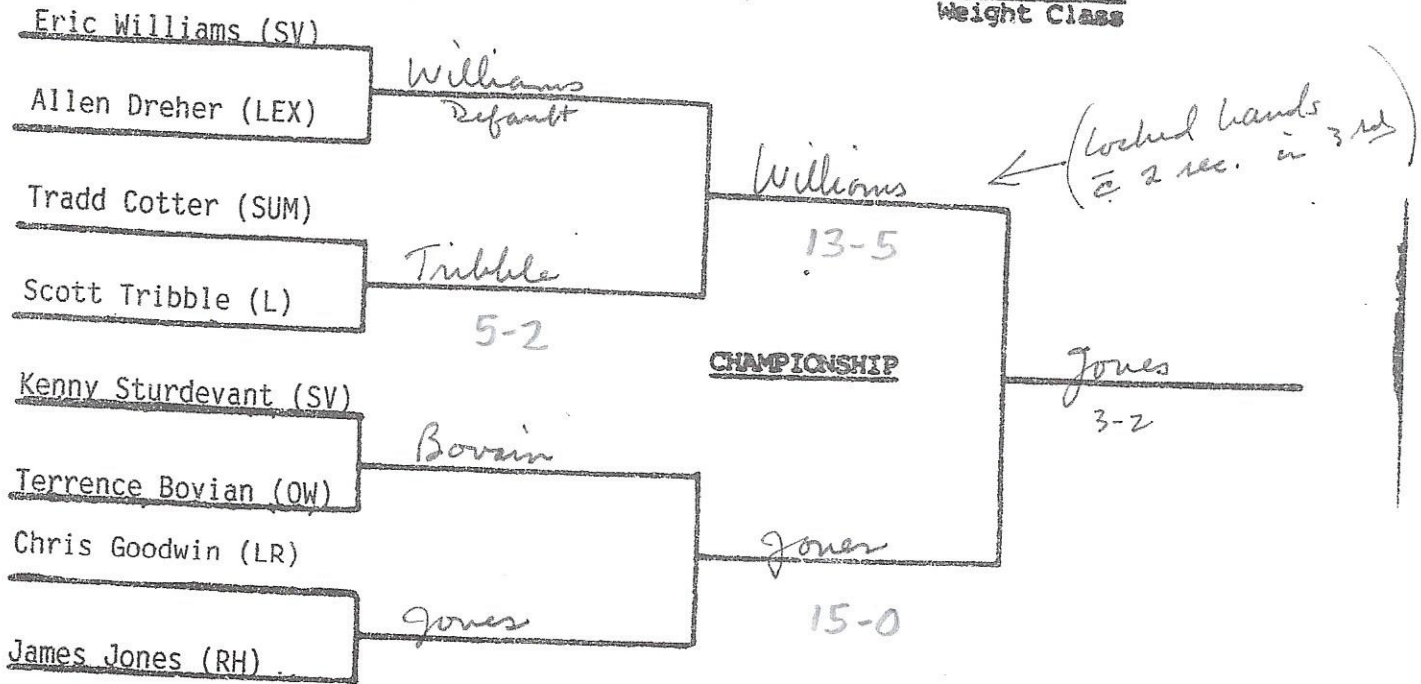 Weight Class
Eric Williams (SV)
Williams
Default
Allen Dreher (LEX)
(locked hands
c̄ 2 sec. in 3rd)
Williams
13-5
Tradd Cotter (SUM)
Tribble
5-2
Scott Tribble (L)
CHAMPIONSHIP
Jones
3-2
Kenny Sturdevant (SV)
Bovain
Terrence Bovian (OW)
Chris Goodwin (LR)
Jones
15-0
Jones
James Jones (RH)